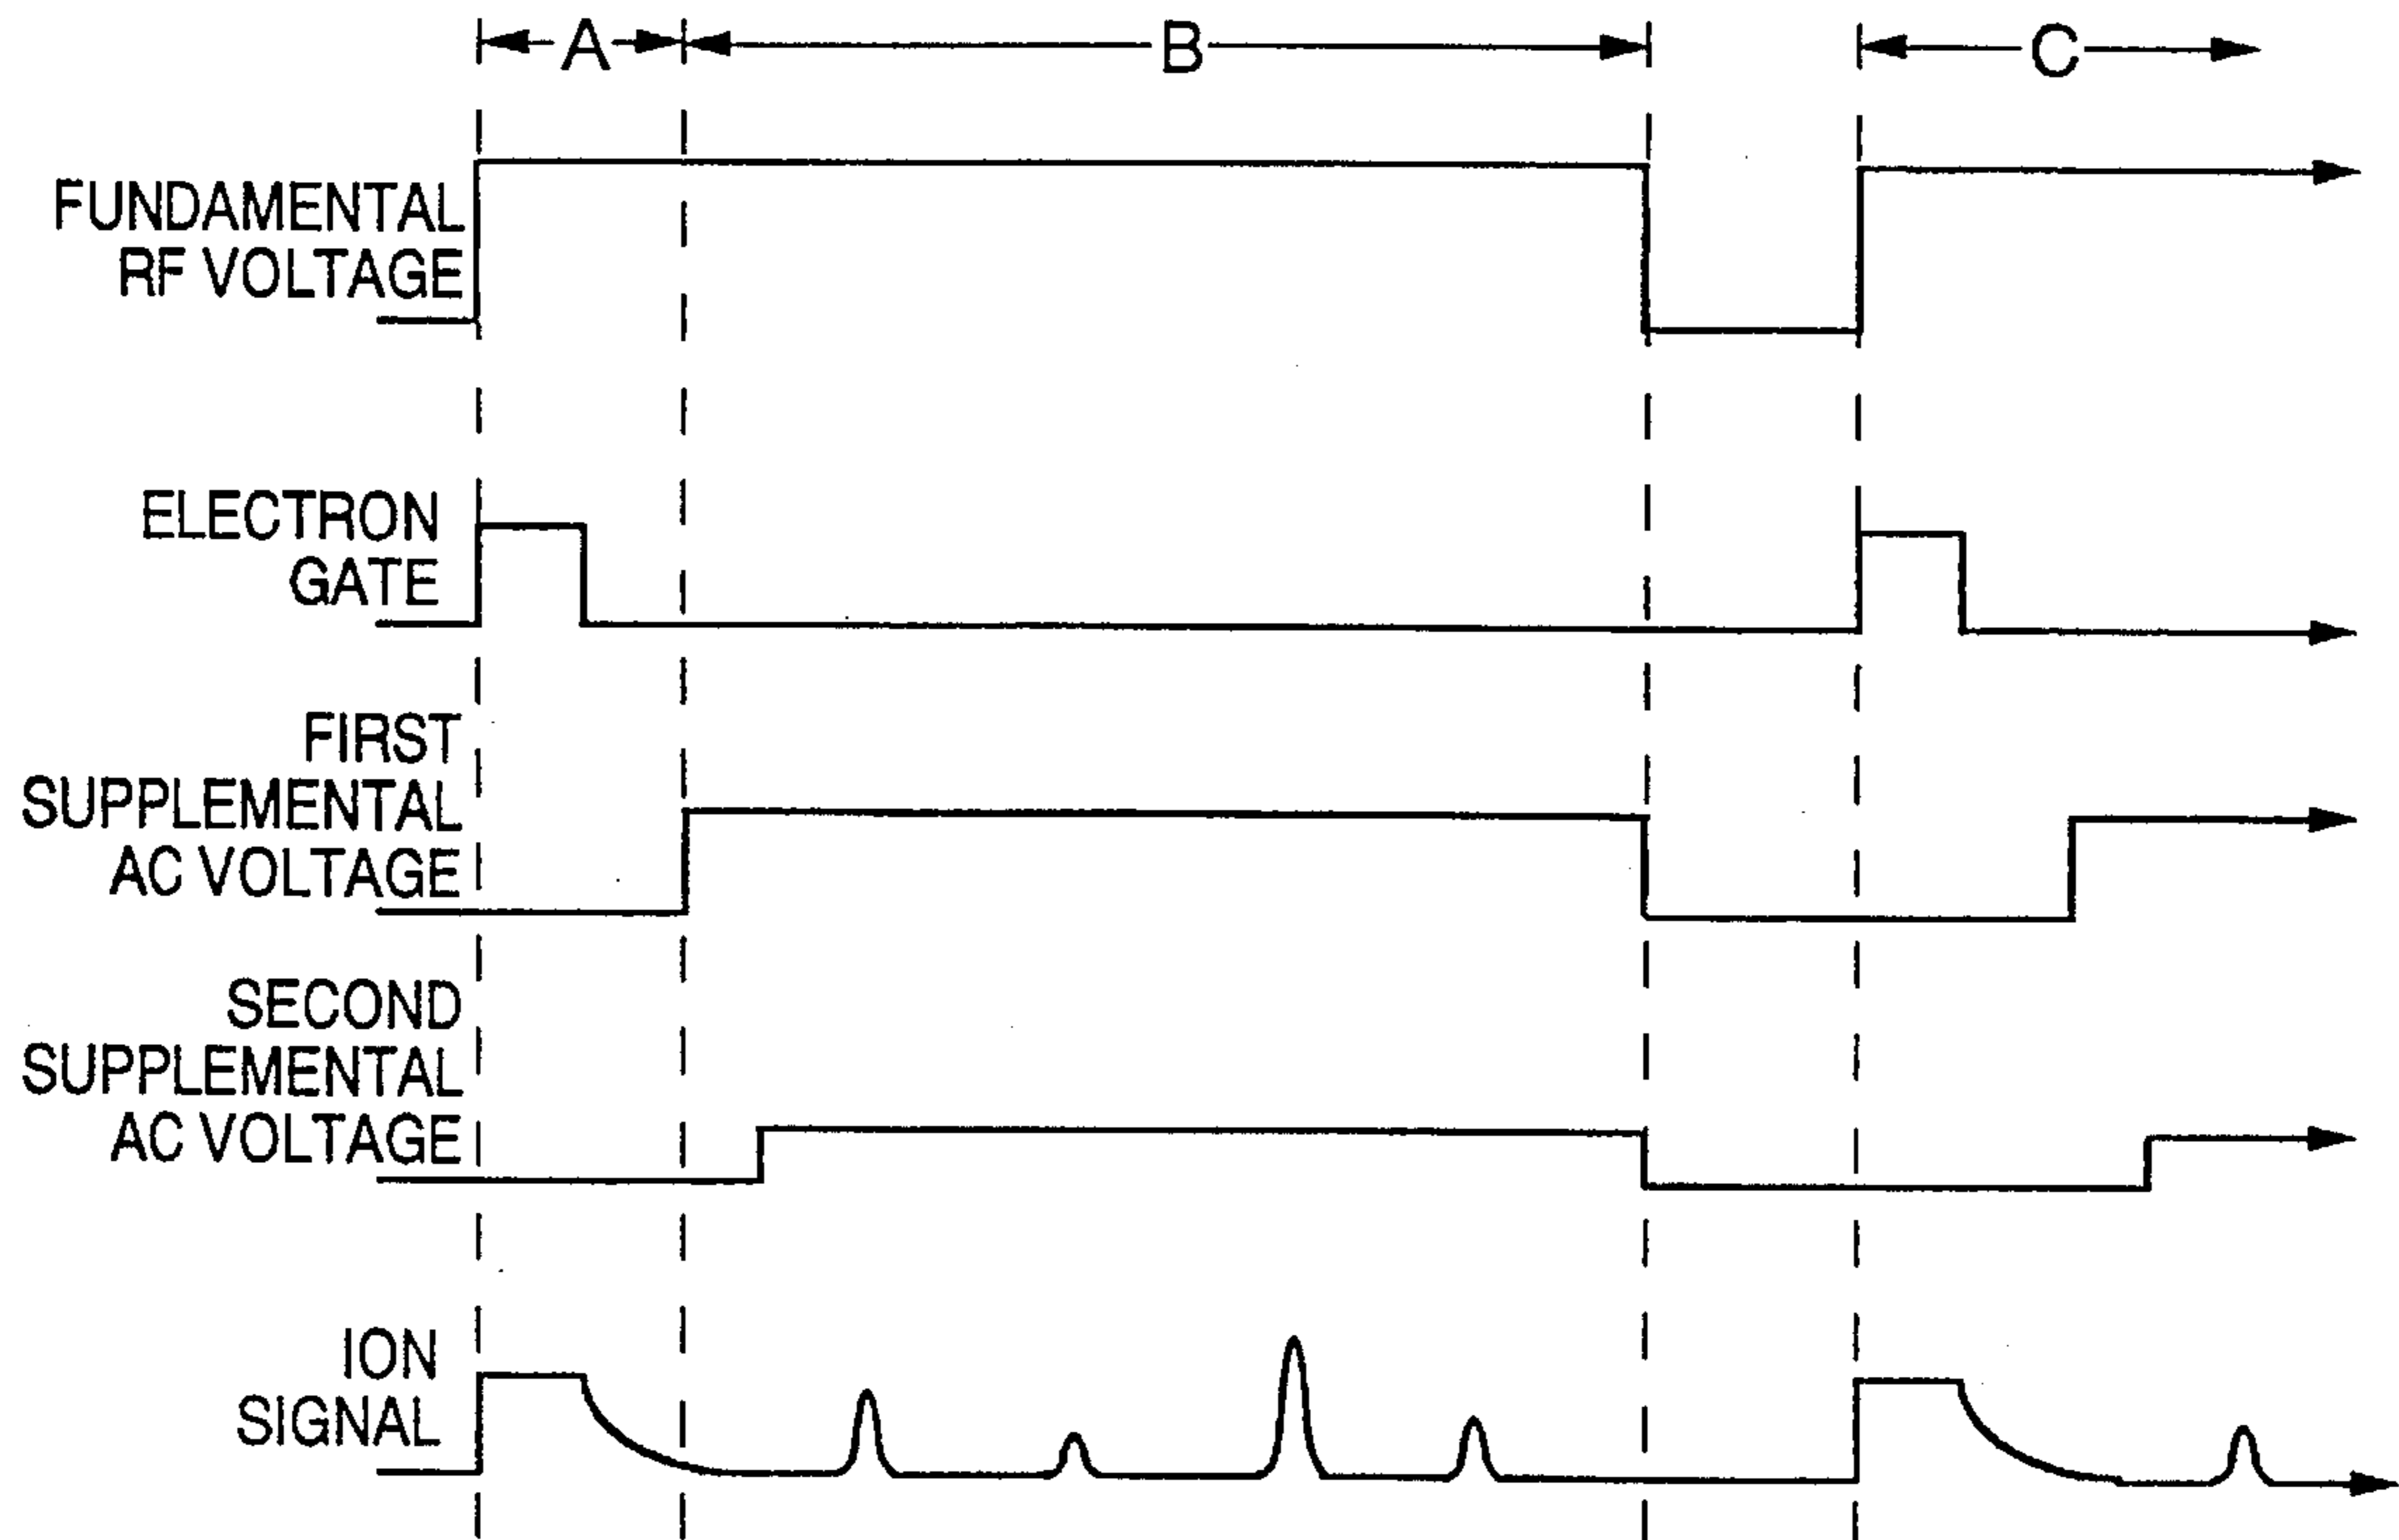 A
B
C
FUNDAMENTAL
RF VOLTAGE
ELECTRON
GATE
FIRST
SUPPLEMENTAL
AC VOLTAGE
SECOND
SUPPLEMENTAL
AC VOLTAGE
ION
SIGNAL